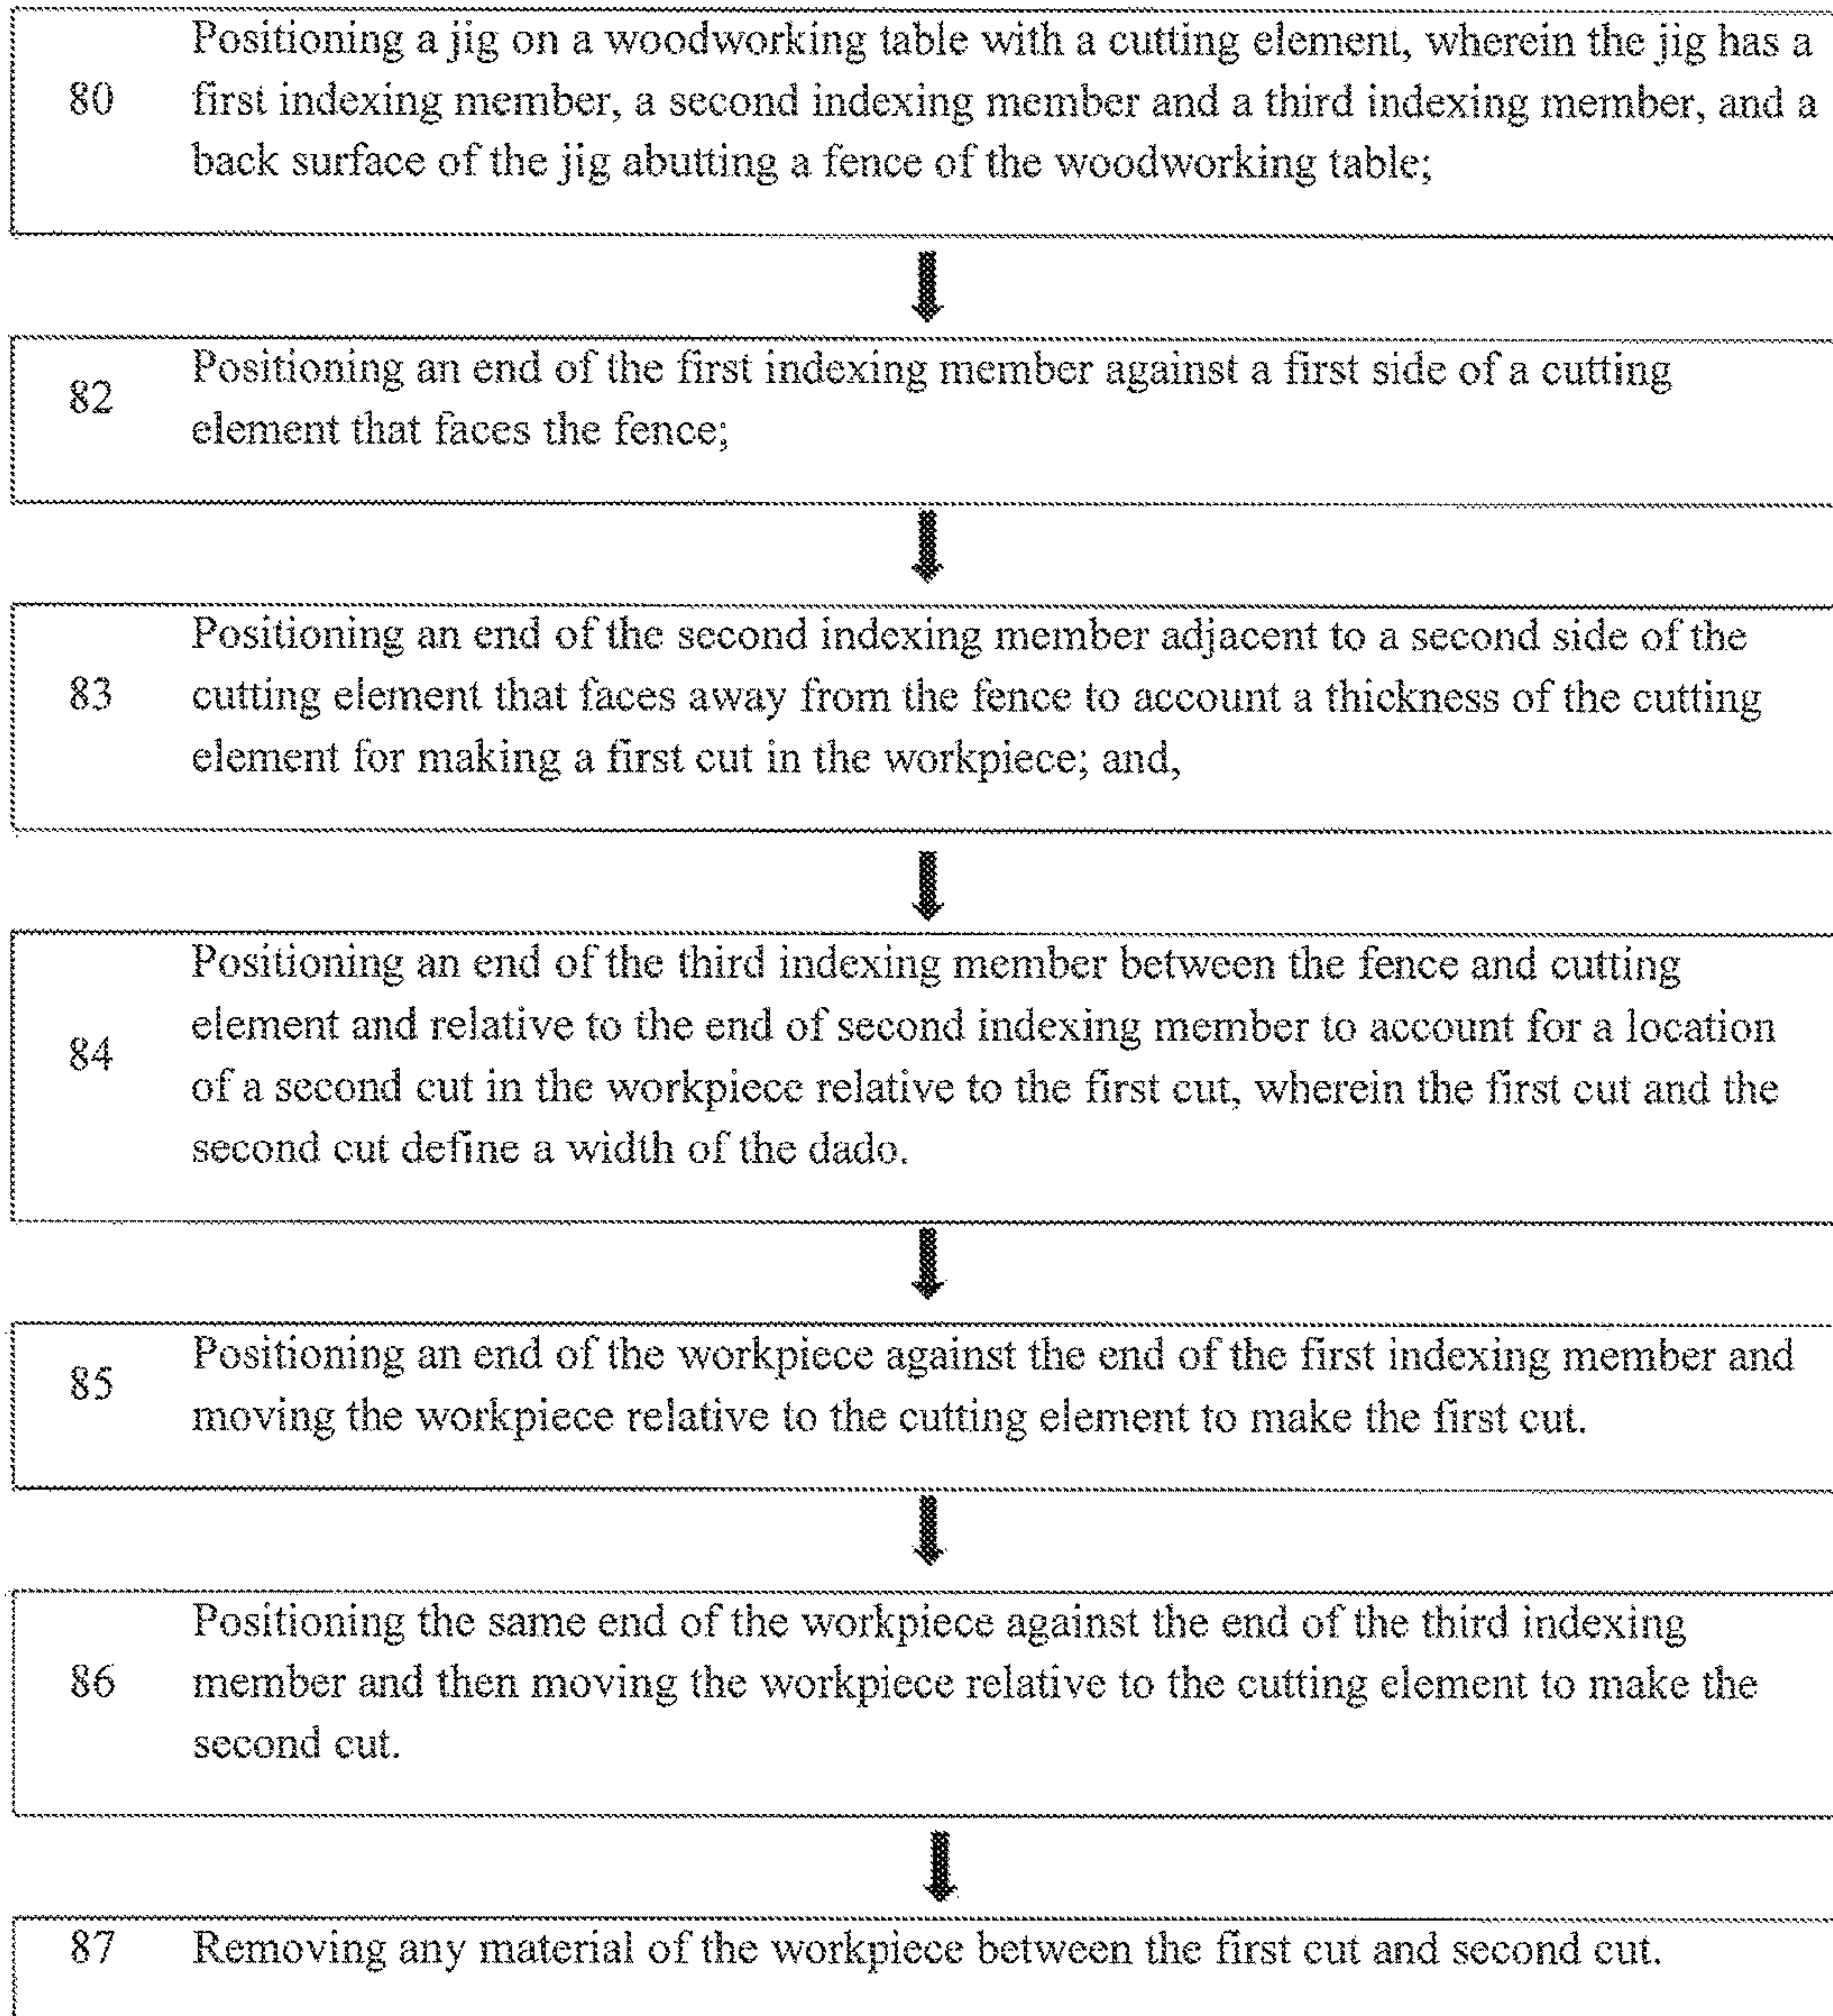 Positioning a jig on a woodworking table with a cutting element, wherein the jig has a
80
first indexing member, a second indexing member and a third indexing member, and a
back surface of the jig abutting a fence of the woodworking table;
Positioning an end of the first indexing member against a first side of a cutting
82
element that faces the fence;
Positioning an end of the second indexing member adjacent to a second side of the
83
cutting element that faces away from the fence to account a thickness of the cutting
element for making a first cut in the workpiece; and,
Positioning an end of the third indexing member between the fence and cutting
element and relative to the end of second indexing member to account for a location
84
of a second cut in the workpiece relative to the first cut, wherein the first cut and the
second cut define a width of the dado.
Positioning an end of the workpiece against the end of the first indexing member and
85
moving the workpiece relative to the cutting element to make the first cut.
Positioning the same end of the workpiece against the end of the third indexing
86
member and then moving the workpiece relative to the cutting element to make the
second cut.
87 Removing any material of the workpiece between the first cut and second cut.